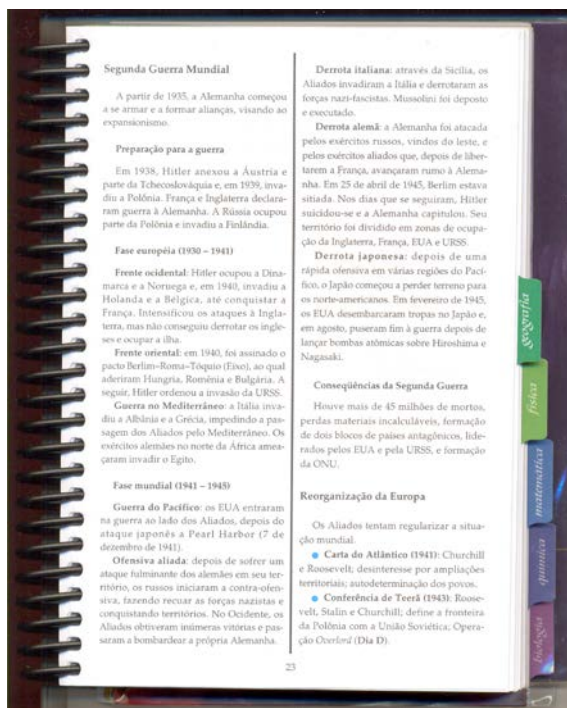 Segunda Guerra Mundial
A partir de 1935, a Alemanha começou
a se armar e a formar alianças, visando ao
expansionismo.
Preparação para a guerra
Em 1938, Hitler anexou a Áustria e
parte da Tchecoslováquia e, em 1939, inva-
diu a Polônia. França e Inglaterra declara-
ram guerra à Alemanha. A Rússia ocupou
parte da Polônia e invadiu a Finlândia.
Fase européia (1930 – 1941)
Frente ocidental: Hitler ocupou a Dina-
marca e a Noruega e, em 1940, invadiu a
Holanda e a Bélgica, até conquistar a
França. Intensificou os ataques à Ingla-
terra, mas não conseguiu derrotar os ingle-
ses e ocupar a ilha.
Frente oriental: em 1940, foi assinado o
pacto Berlim–Roma–Tóquio (Eixo), ao qual
aderiram Hungria, Romênia e Bulgária. A
seguir, Hitler ordenou a invasão da URSS.
Guerra no Mediterrâneo: a Itália inva-
diu a Albânia e a Grécia, impedindo a pas-
sagem dos Aliados pelo Mediterrâneo. Os
exércitos alemães no norte da África amea-
çaram invadir o Egito.
Fase mundial (1941 – 1945)
Guerra do Pacífico: os EUA entraram
na guerra ao lado dos Aliados, depois do
ataque japonês a Pearl Harbor (7 de
dezembro de 1941).
Ofensiva aliada: depois de sofrer um
ataque fulminante dos alemães em seu ter-
ritório, os russos iniciaram a contra-ofen-
siva, fazendo recuar as forças nazistas e
conquistando territórios. No Ocidente, os
Aliados obtiveram inúmeras vitórias e pas-
saram a bombardear a própria Alemanha.
Derrota italiana: através da Sicília, os
Aliados invadiram a Itália e derrotaram as
forças nazi-fascistas. Mussolini foi deposto
e executado.
Derrota alemã: a Alemanha foi atacada
pelos exércitos russos, vindos do leste, e
pelos exércitos aliados que, depois de liber-
tarem a França, avançaram rumo à Alema-
nha. Em 25 de abril de 1945, Berlim estava
sitiada. Nos dias que se seguiram, Hitler
suicidou-se e a Alemanha capitulou. Seu
território foi dividido em zonas de ocupa-
ção da Inglaterra, França, EUA e URSS.
Derrota japonesa: depois de uma
rápida ofensiva em várias regiões do Pací-
fico, o Japão começou a perder terreno para
os norte-americanos. Em fevereiro de 1945,
os EUA desembarcaram tropas no Japão e,
em agosto, puseram fim à guerra depois de
lançar bombas atômicas sobre Hiroshima e
Nagasaki.
Conseqüências da Segunda Guerra
Houve mais de 45 milhões de mortos,
perdas materiais incalculáveis, formação
de dois blocos de países antagônicos, lide-
rados pelos EUA e pela URSS, e formação
da ONU.
Reorganização da Europa
Os Aliados tentam regularizar a situa-
ção mundial.
● Carta do Atlântico (1941): Churchill
e Roosevelt; desinteresse por ampliações
territoriais; autodeterminação dos povos.
● Conferência de Teerã (1943): Roose-
velt, Stalin e Churchill; define a fronteira
da Polônia com a União Soviética; Opera-
ção Overlord (Dia D).
23
geografia
física
matemática
química
biologia